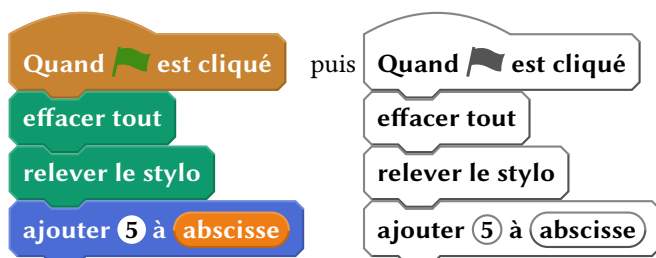 Quand est cliqué puis Quand est cliqué
effacer tout effacer tout
relever le stylo relever le stylo
ajouter 5 à abscisse ajouter 5 à abscisse